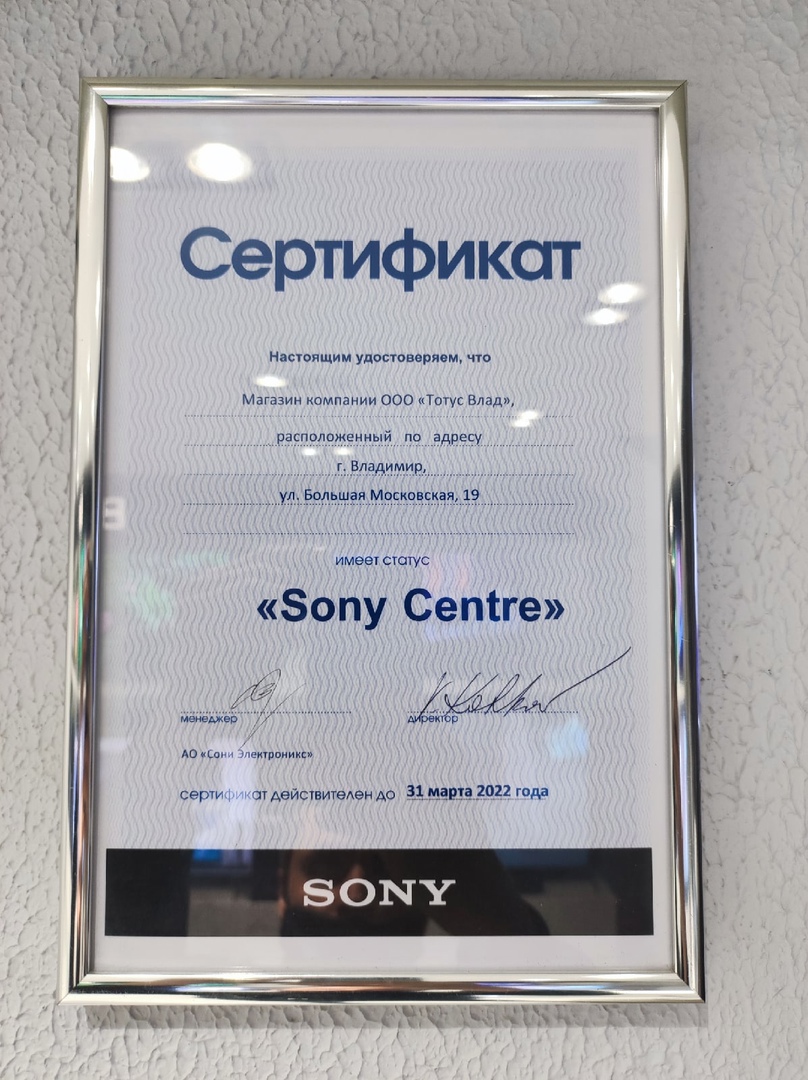 Сертификат
Настоящим удостоверяем, что
Магазин компании ООО «Тотус Влад»,
расположенный по адресу
г. Владимир,
ул. Большая Московская, 19
имеет статус
«Sony Centre»
менеджер
директор
АО «Сони Электроникс»
сертификат действителен до 31 марта 2022 года
SONY